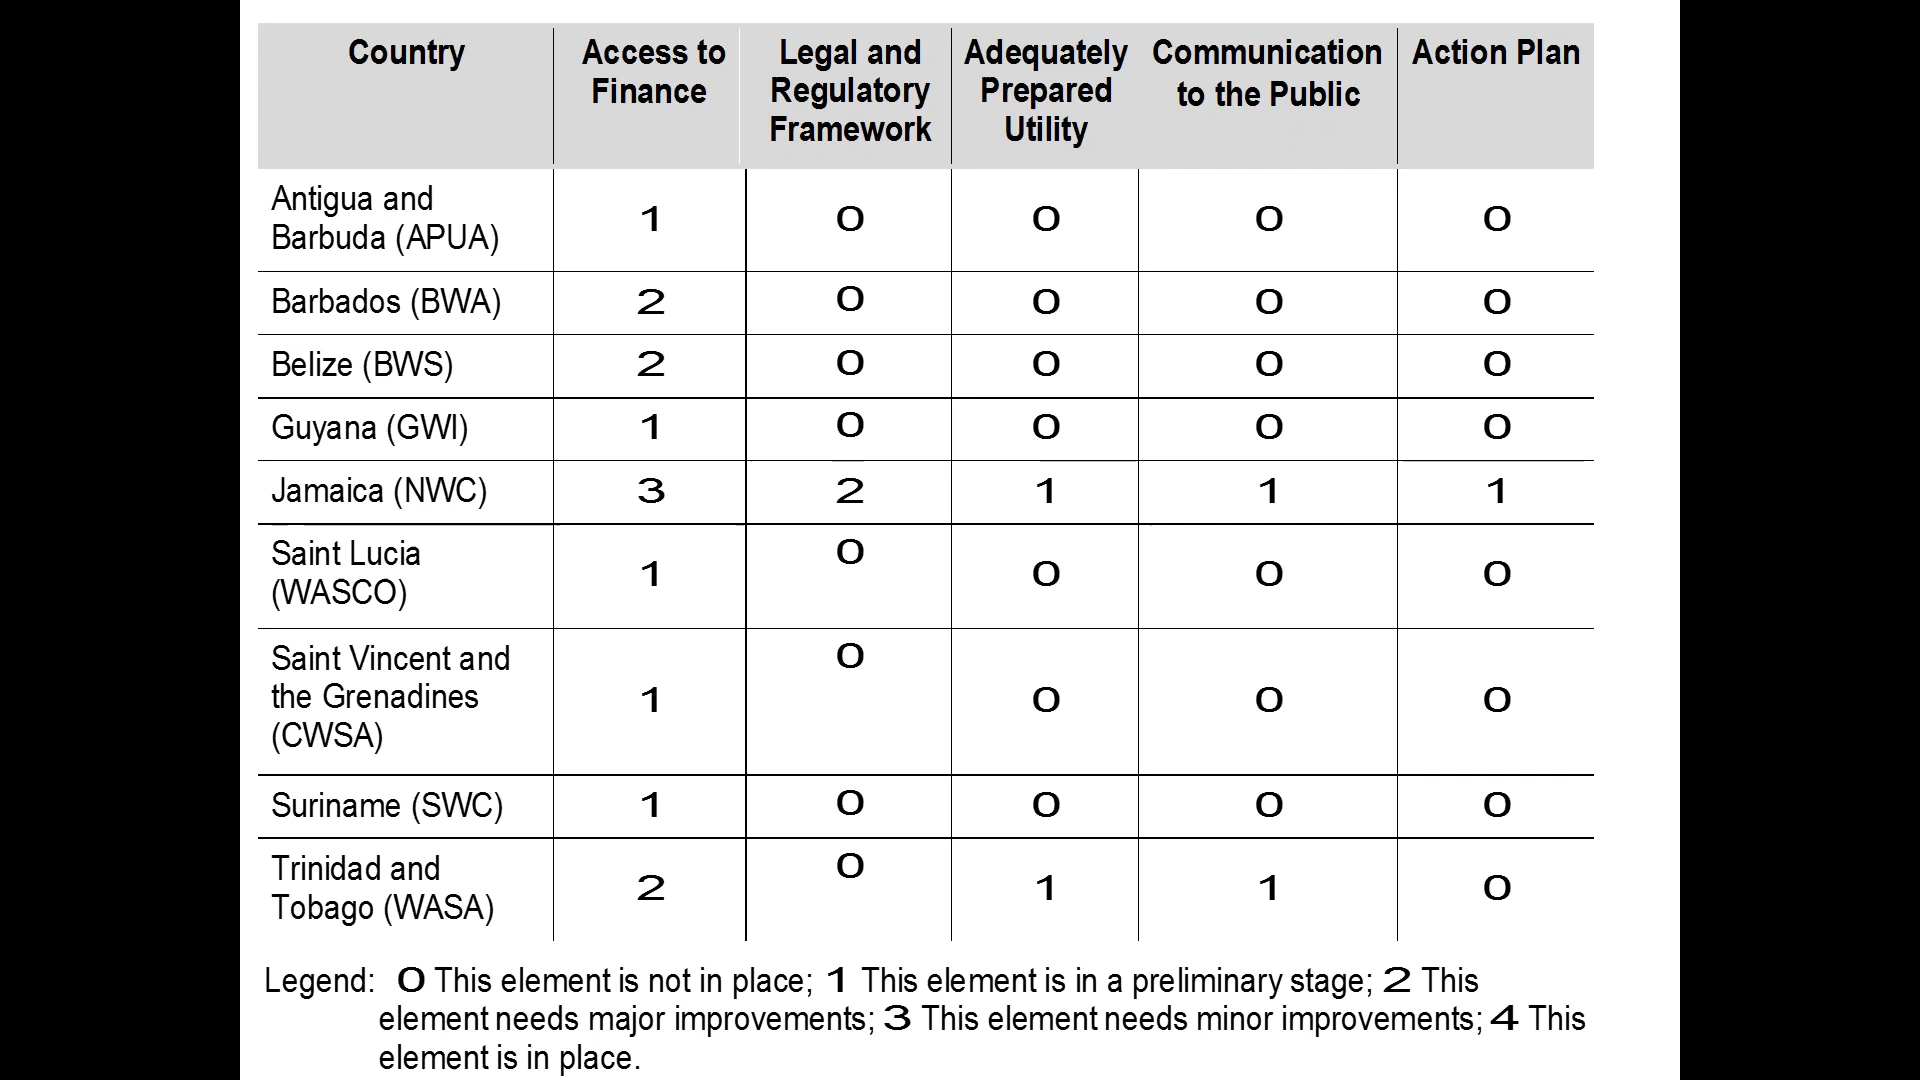 Country Access to Finance Legal and Regulatory Framework Adequately Prepared Utility Communication to the Public Action Plan
Antigua and Barbuda (APUA) 1 0 0 0 0
Barbados (BWA) 2 0 0 0 0
Belize (BWS) 2 0 0 0 0
Guyana (GWI) 1 0 0 0 0
Jamaica (NWC) 3 2 1 1 1
Saint Lucia (WASCO) 1 0 0 0 0
Saint Vincent and the Grenadines (CWSA) 1 0 0 0 0
Suriname (SWC) 1 0 0 0 0
Trinidad and Tobago (WASA) 2 0 1 1 0
Legend: 0 This element is not in place; 1 This element is in a preliminary stage; 2 This
element needs major improvements; 3 This element needs minor improvements; 4 This
element is in place.